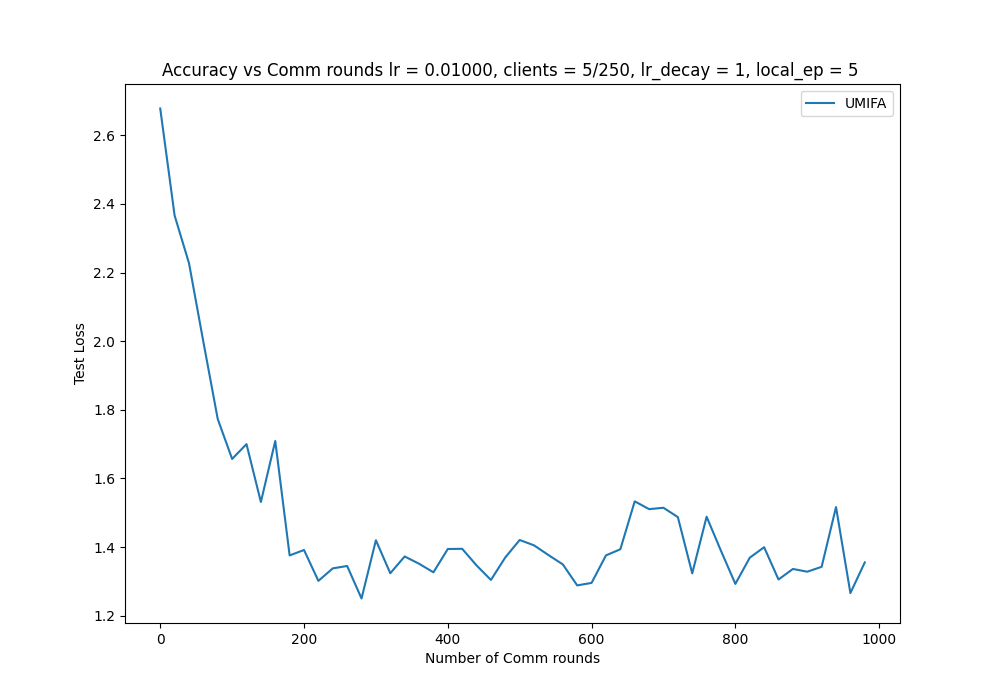 Accuracy vs Comm rounds lr = 0.01000, clients = 5/250, lr_decay = 1, local_ep = 5
UMIFA
2.6
2.4
2.2
2.0
1.8
1.6
1.4
1.2
Test Loss
0 200 400 600 800 1000
Number of Comm rounds